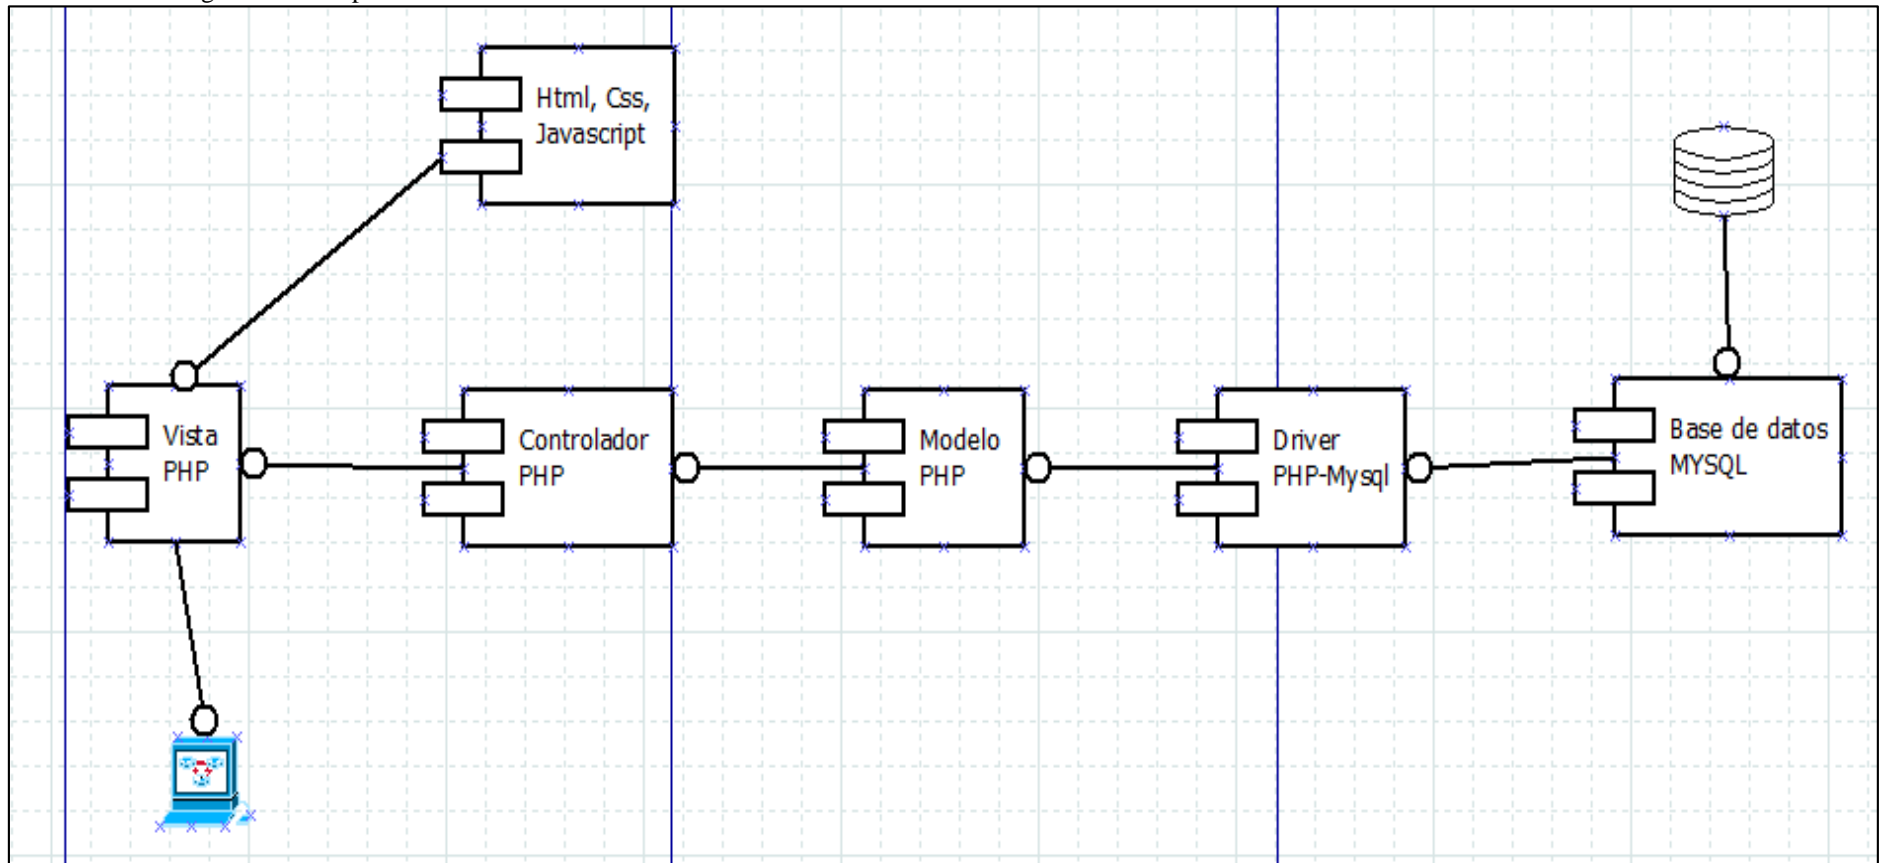 Html, Css,
Javascript
Vista
PHP
Controlador
PHP
Modelo
PHP
Driver
PHP-Mysql
Base de datos
MYSQL